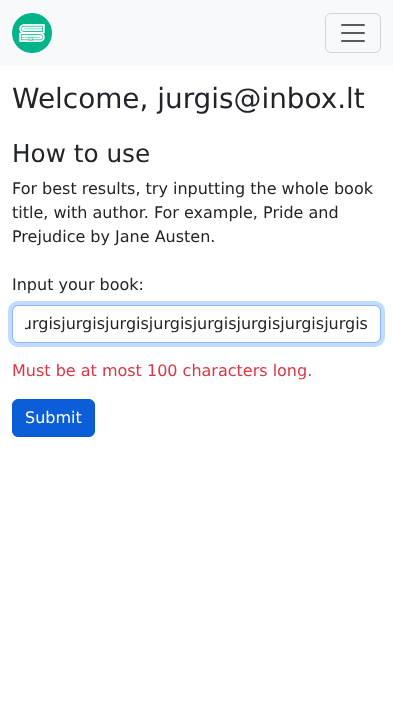 Welcome, jurgis@inbox.lt
How to use
For best results, try inputting the whole book
title, with author. For example, Pride and
Prejudice by Jane Austen.
Input your book:
urgisjurgisjurgisjurgisjurgisjurgisjurgisjurgis
Must be at most 100 characters long.
Submit